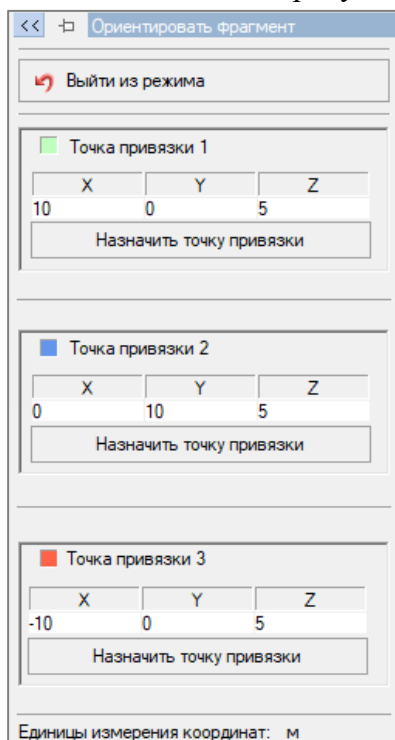 << Ориентировать фрагмент
Выйти из режима
Точка привязки 1
X Y Z
10 0 5
Назначить точку привязки
Точка привязки 2
X Y Z
0 10 5
Назначить точку привязки
Точка привязки 3
X Y Z
-10 0 5
Назначить точку привязки
Единицы измерения координат: м